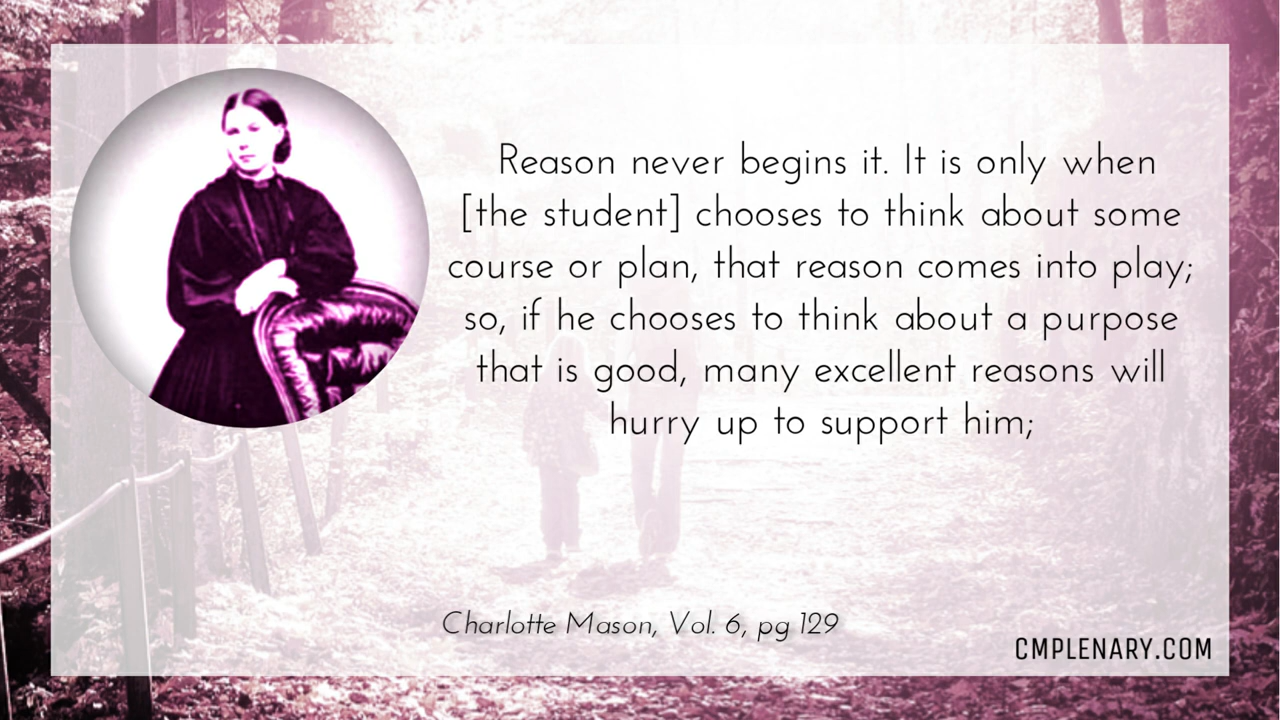 Reason never begins it. It is only when
[the student] chooses to think about some
course or plan, that reason comes into play;
so, if he chooses to think about a purpose
that is good, many excellent reasons will
hurry up to support him;
Charlotte Mason, Vol. 6, pg 129
CMPLENARY.COM